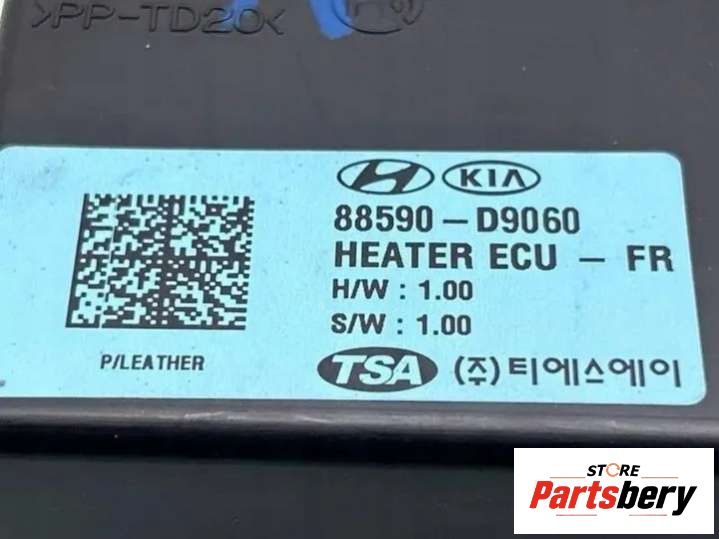 >PP-TD20<
KIA
88590-D9060
HEATER ECU - FR
H/W : 1.00
S/W : 1.00
P/LEATHER
TSA (주)티에스에이
STORE
Partsbery